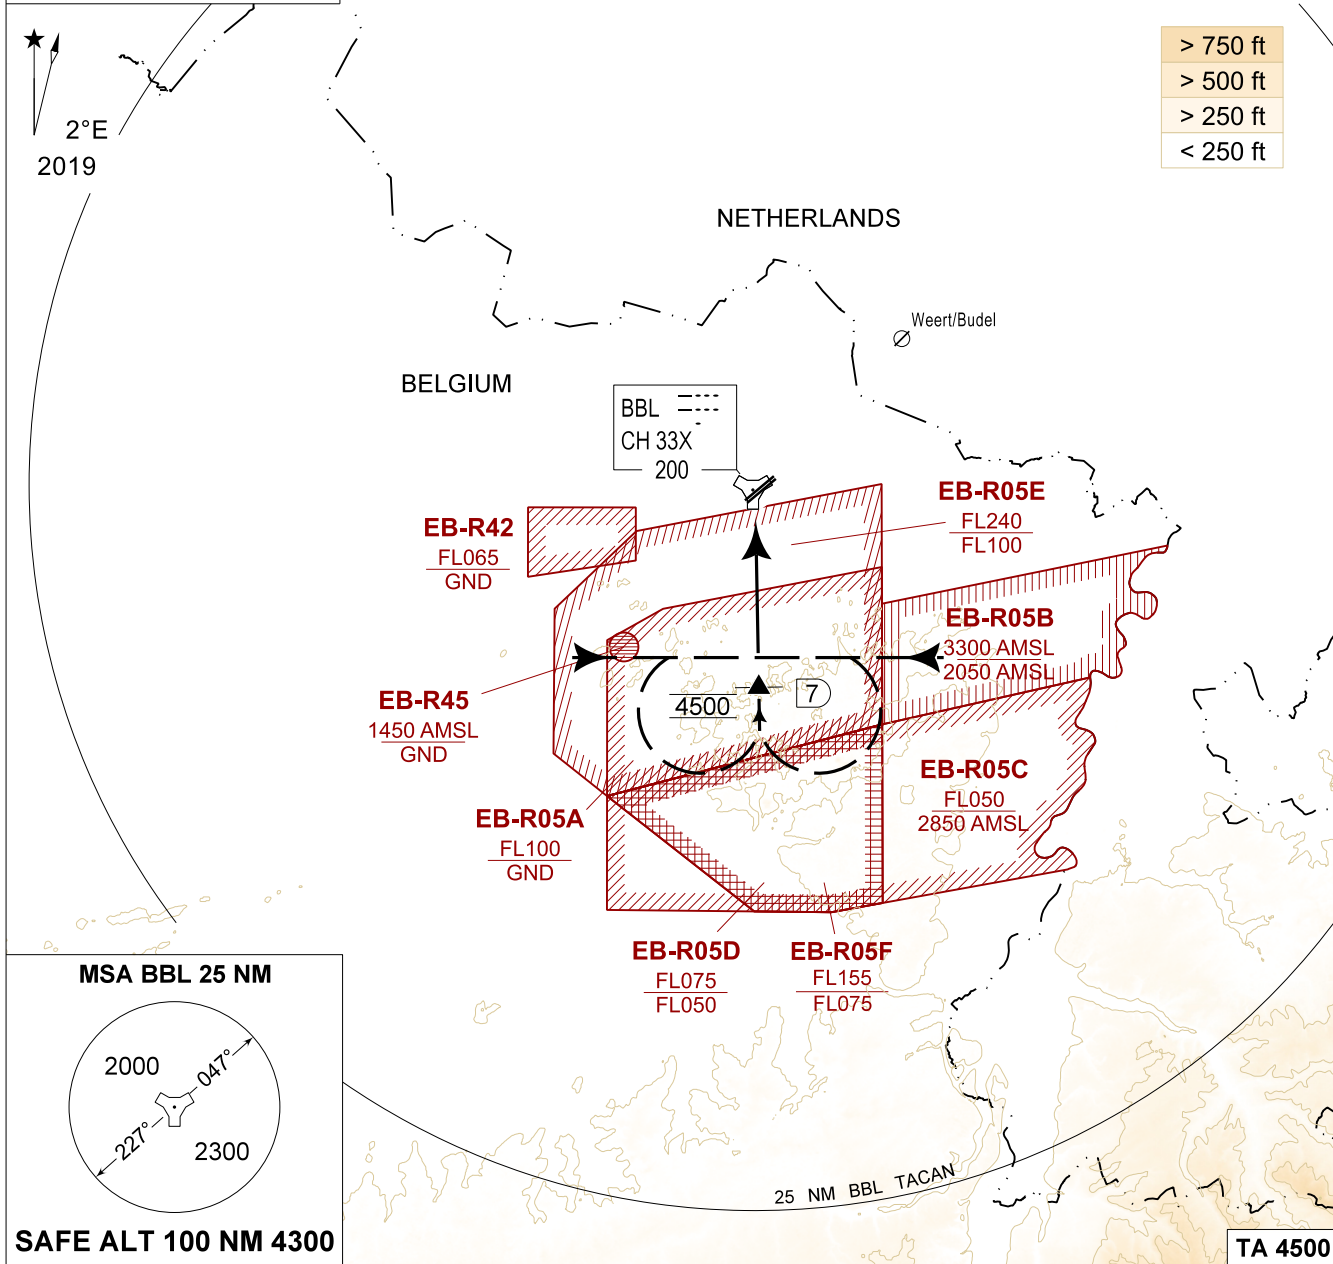 > 750 ft
> 500 ft
> 250 ft
< 250 ft
2°E
2019
NETHERLANDS
Weert/Budel
BELGIUM
BBL
CH 33X
200
EB-R42
FL065
GND
EB-R05E
FL240
FL100
EB-R05B
3300 AMSL
2050 AMSL
EB-R45
1450 AMSL
GND
4500
7
EB-R05C
FL050
2850 AMSL
EB-R05A
FL100
GND
EB-R05D
FL075
FL050
EB-R05F
FL155
FL075
MSA BBL 25 NM
2000
047°
227°
2300
SAFE ALT 100 NM 4300
25 NM BBL TACAN
TA 4500